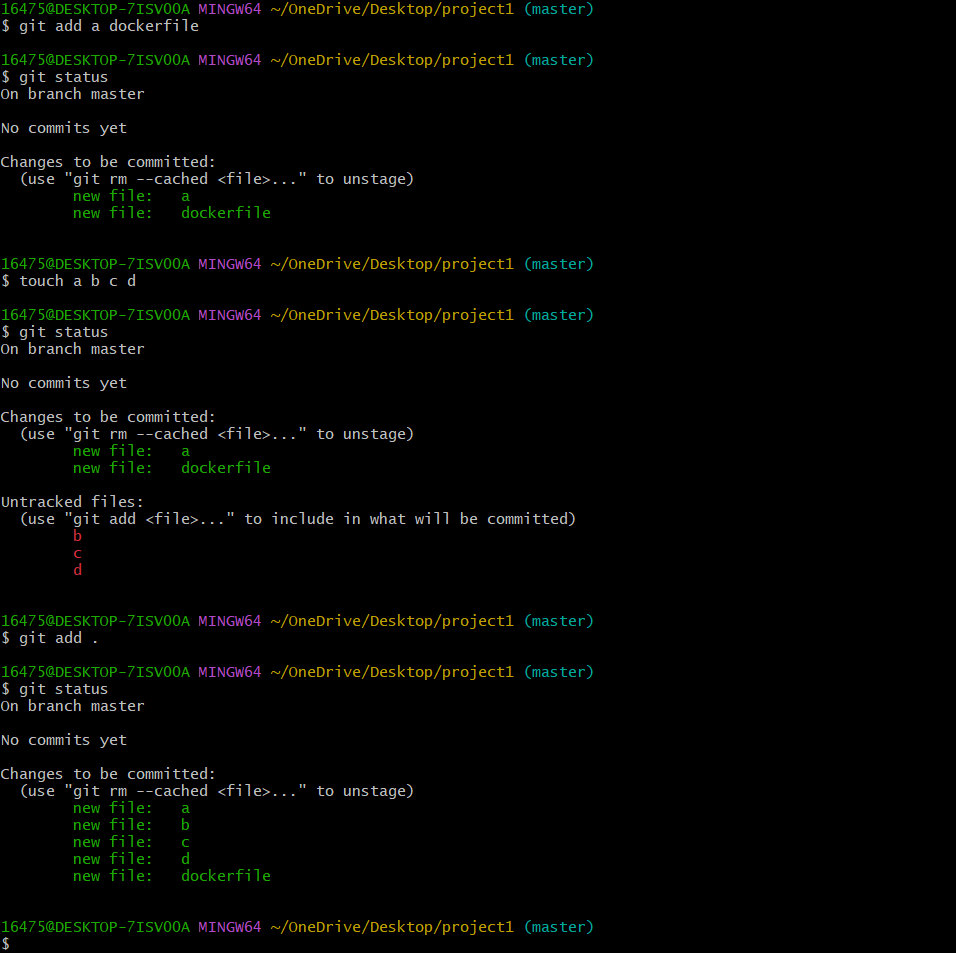 16475@DESKTOP-7ISVO0A MINGW64 ~/OneDrive/Desktop/project1 (master)
$ git add a dockerfile
16475@DESKTOP-7ISVO0A MINGW64 ~/OneDrive/Desktop/project1 (master)
$ git status
On branch master
No commits yet
Changes to be committed:
  (use "git rm --cached <file>..." to unstage)
        new file:   a
        new file:   dockerfile
16475@DESKTOP-7ISVO0A MINGW64 ~/OneDrive/Desktop/project1 (master)
$ touch a b c d
16475@DESKTOP-7ISVO0A MINGW64 ~/OneDrive/Desktop/project1 (master)
$ git status
On branch master
No commits yet
Changes to be committed:
  (use "git rm --cached <file>..." to unstage)
        new file:   a
        new file:   dockerfile
Untracked files:
  (use "git add <file>..." to include in what will be committed)
        b
        c
        d
16475@DESKTOP-7ISVO0A MINGW64 ~/OneDrive/Desktop/project1 (master)
$ git add .
16475@DESKTOP-7ISVO0A MINGW64 ~/OneDrive/Desktop/project1 (master)
$ git status
On branch master
No commits yet
Changes to be committed:
  (use "git rm --cached <file>..." to unstage)
        new file:   a
        new file:   b
        new file:   c
        new file:   d
        new file:   dockerfile
16475@DESKTOP-7ISVO0A MINGW64 ~/OneDrive/Desktop/project1 (master)
$